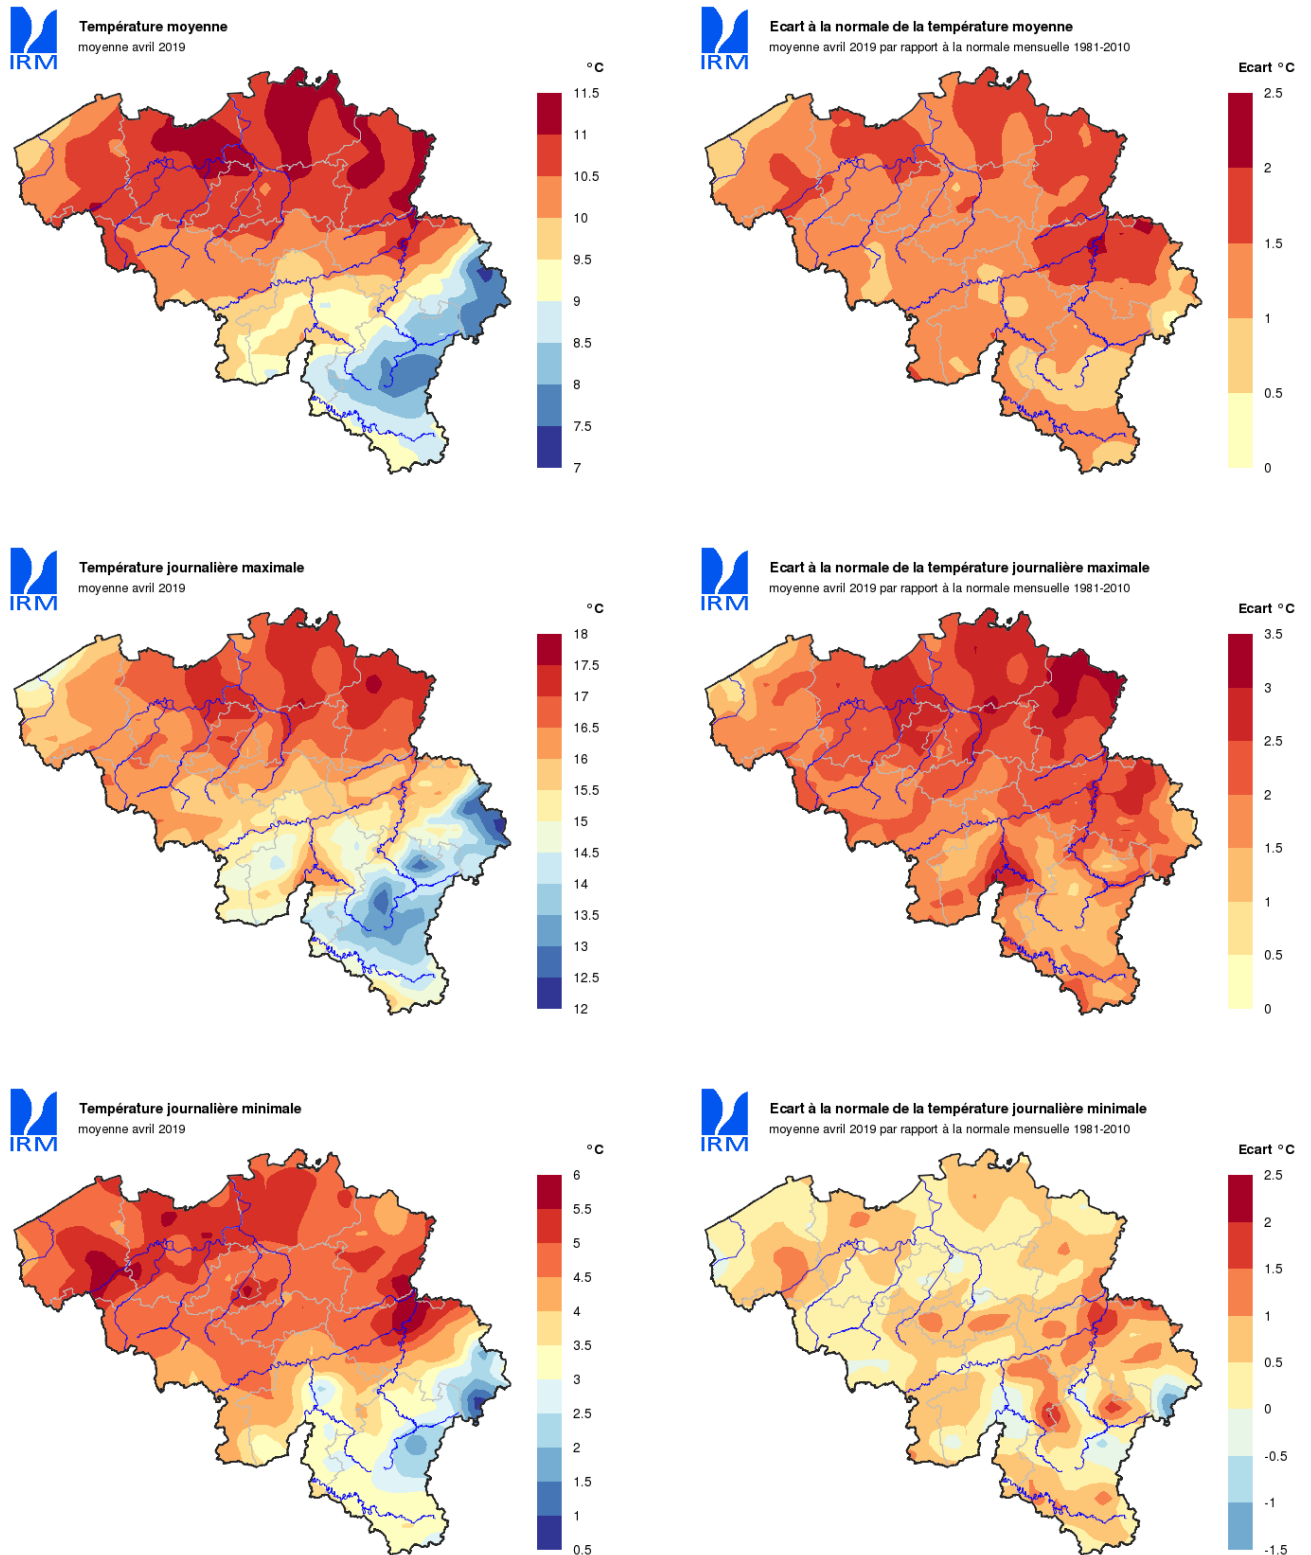 IRM
Température moyenne
moyenne avril 2019
°C
11.5
11
10.5
10
9.5
9
8.5
8
7.5
7
IRM
Ecart à la normale de la température moyenne
moyenne avril 2019 par rapport à la normale mensuelle 1981-2010
Ecart °C
2.5
2
1.5
1
0.5
0
IRM
Température journalière maximale
moyenne avril 2019
°C
18
17.5
17
16.5
16
15.5
15
14.5
14
13.5
13
12.5
12
IRM
Ecart à la normale de la température journalière maximale
moyenne avril 2019 par rapport à la normale mensuelle 1981-2010
Ecart °C
3.5
3
2.5
2
1.5
1
0.5
0
IRM
Température journalière minimale
moyenne avril 2019
°C
6
5.5
5
4.5
4
3.5
3
2.5
2
1.5
1
0.5
IRM
Ecart à la normale de la température journalière minimale
moyenne avril 2019 par rapport à la normale mensuelle 1981-2010
Ecart °C
2.5
2
1.5
1
0.5
0
-0.5
-1
-1.5